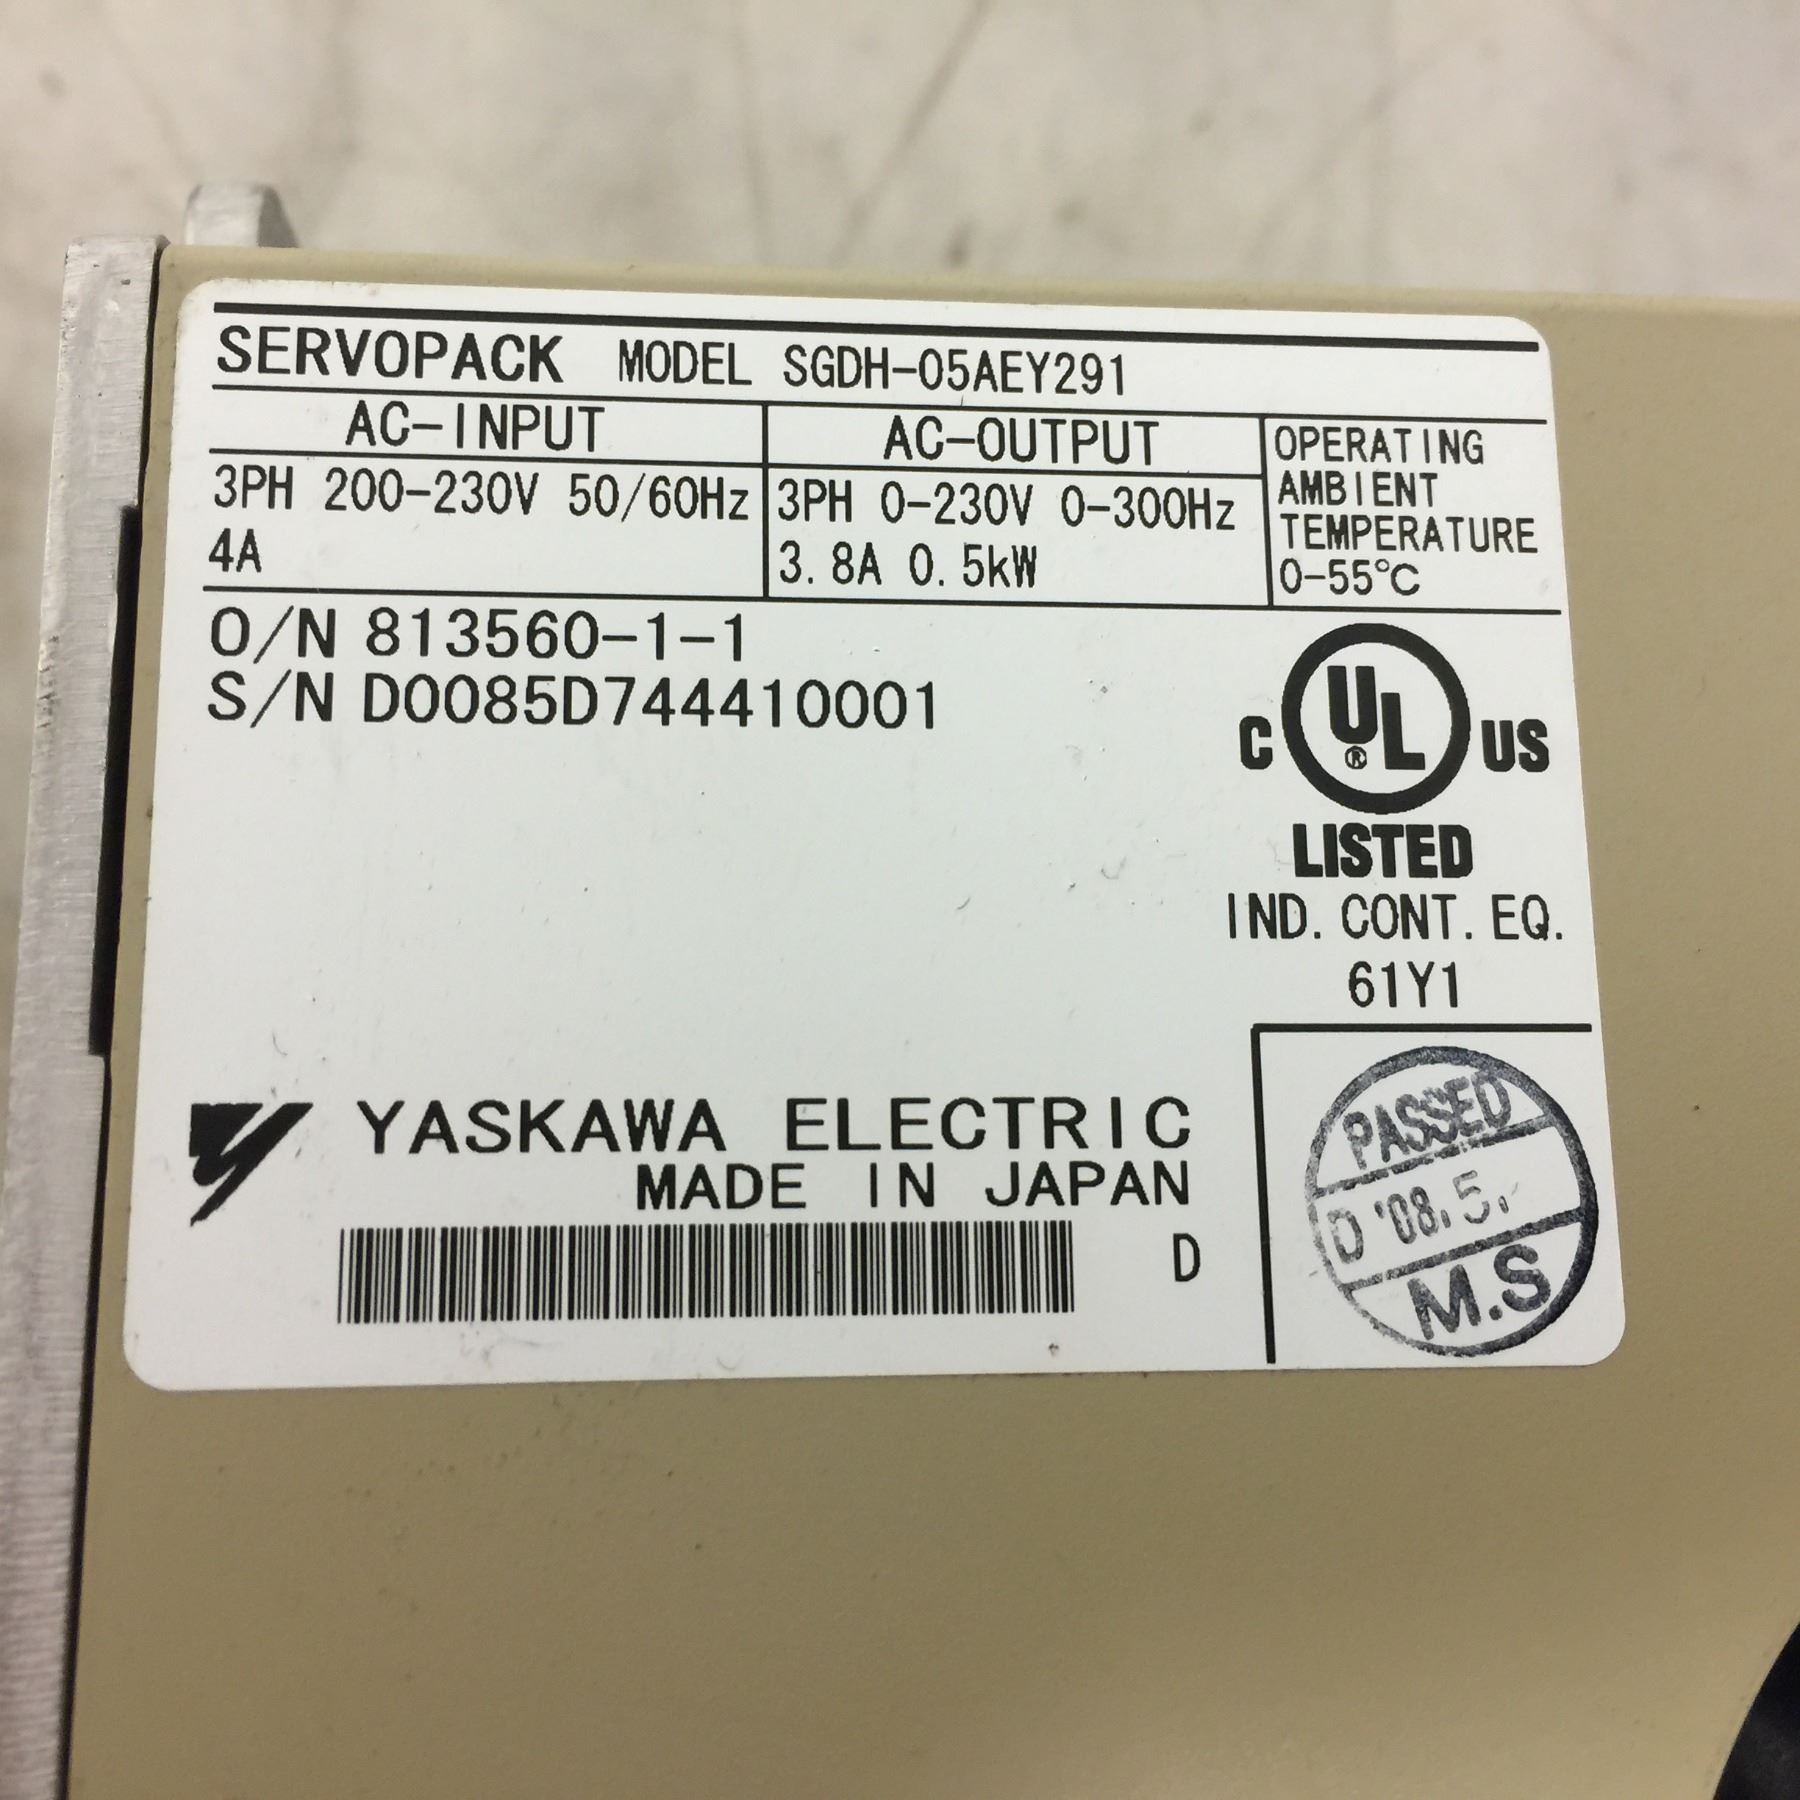 SERVOPACK MODEL SGDH-05AEY291
AC-INPUT AC-OUTPUT OPERATING
AMBIENT
TEMPERATURE
0-55°C
3PH 200-230V 50/60Hz
4A
3PH 0-230V 0-300Hz
3.8A 0.5kW
O/N 813560-1-1
S/N D0085D744410001
C UL® US
LISTED
IND. CONT. EQ.
61Y1
YASKAWA ELECTRIC
MADE IN JAPAN
D
PASSED
D '08.5.
M.S